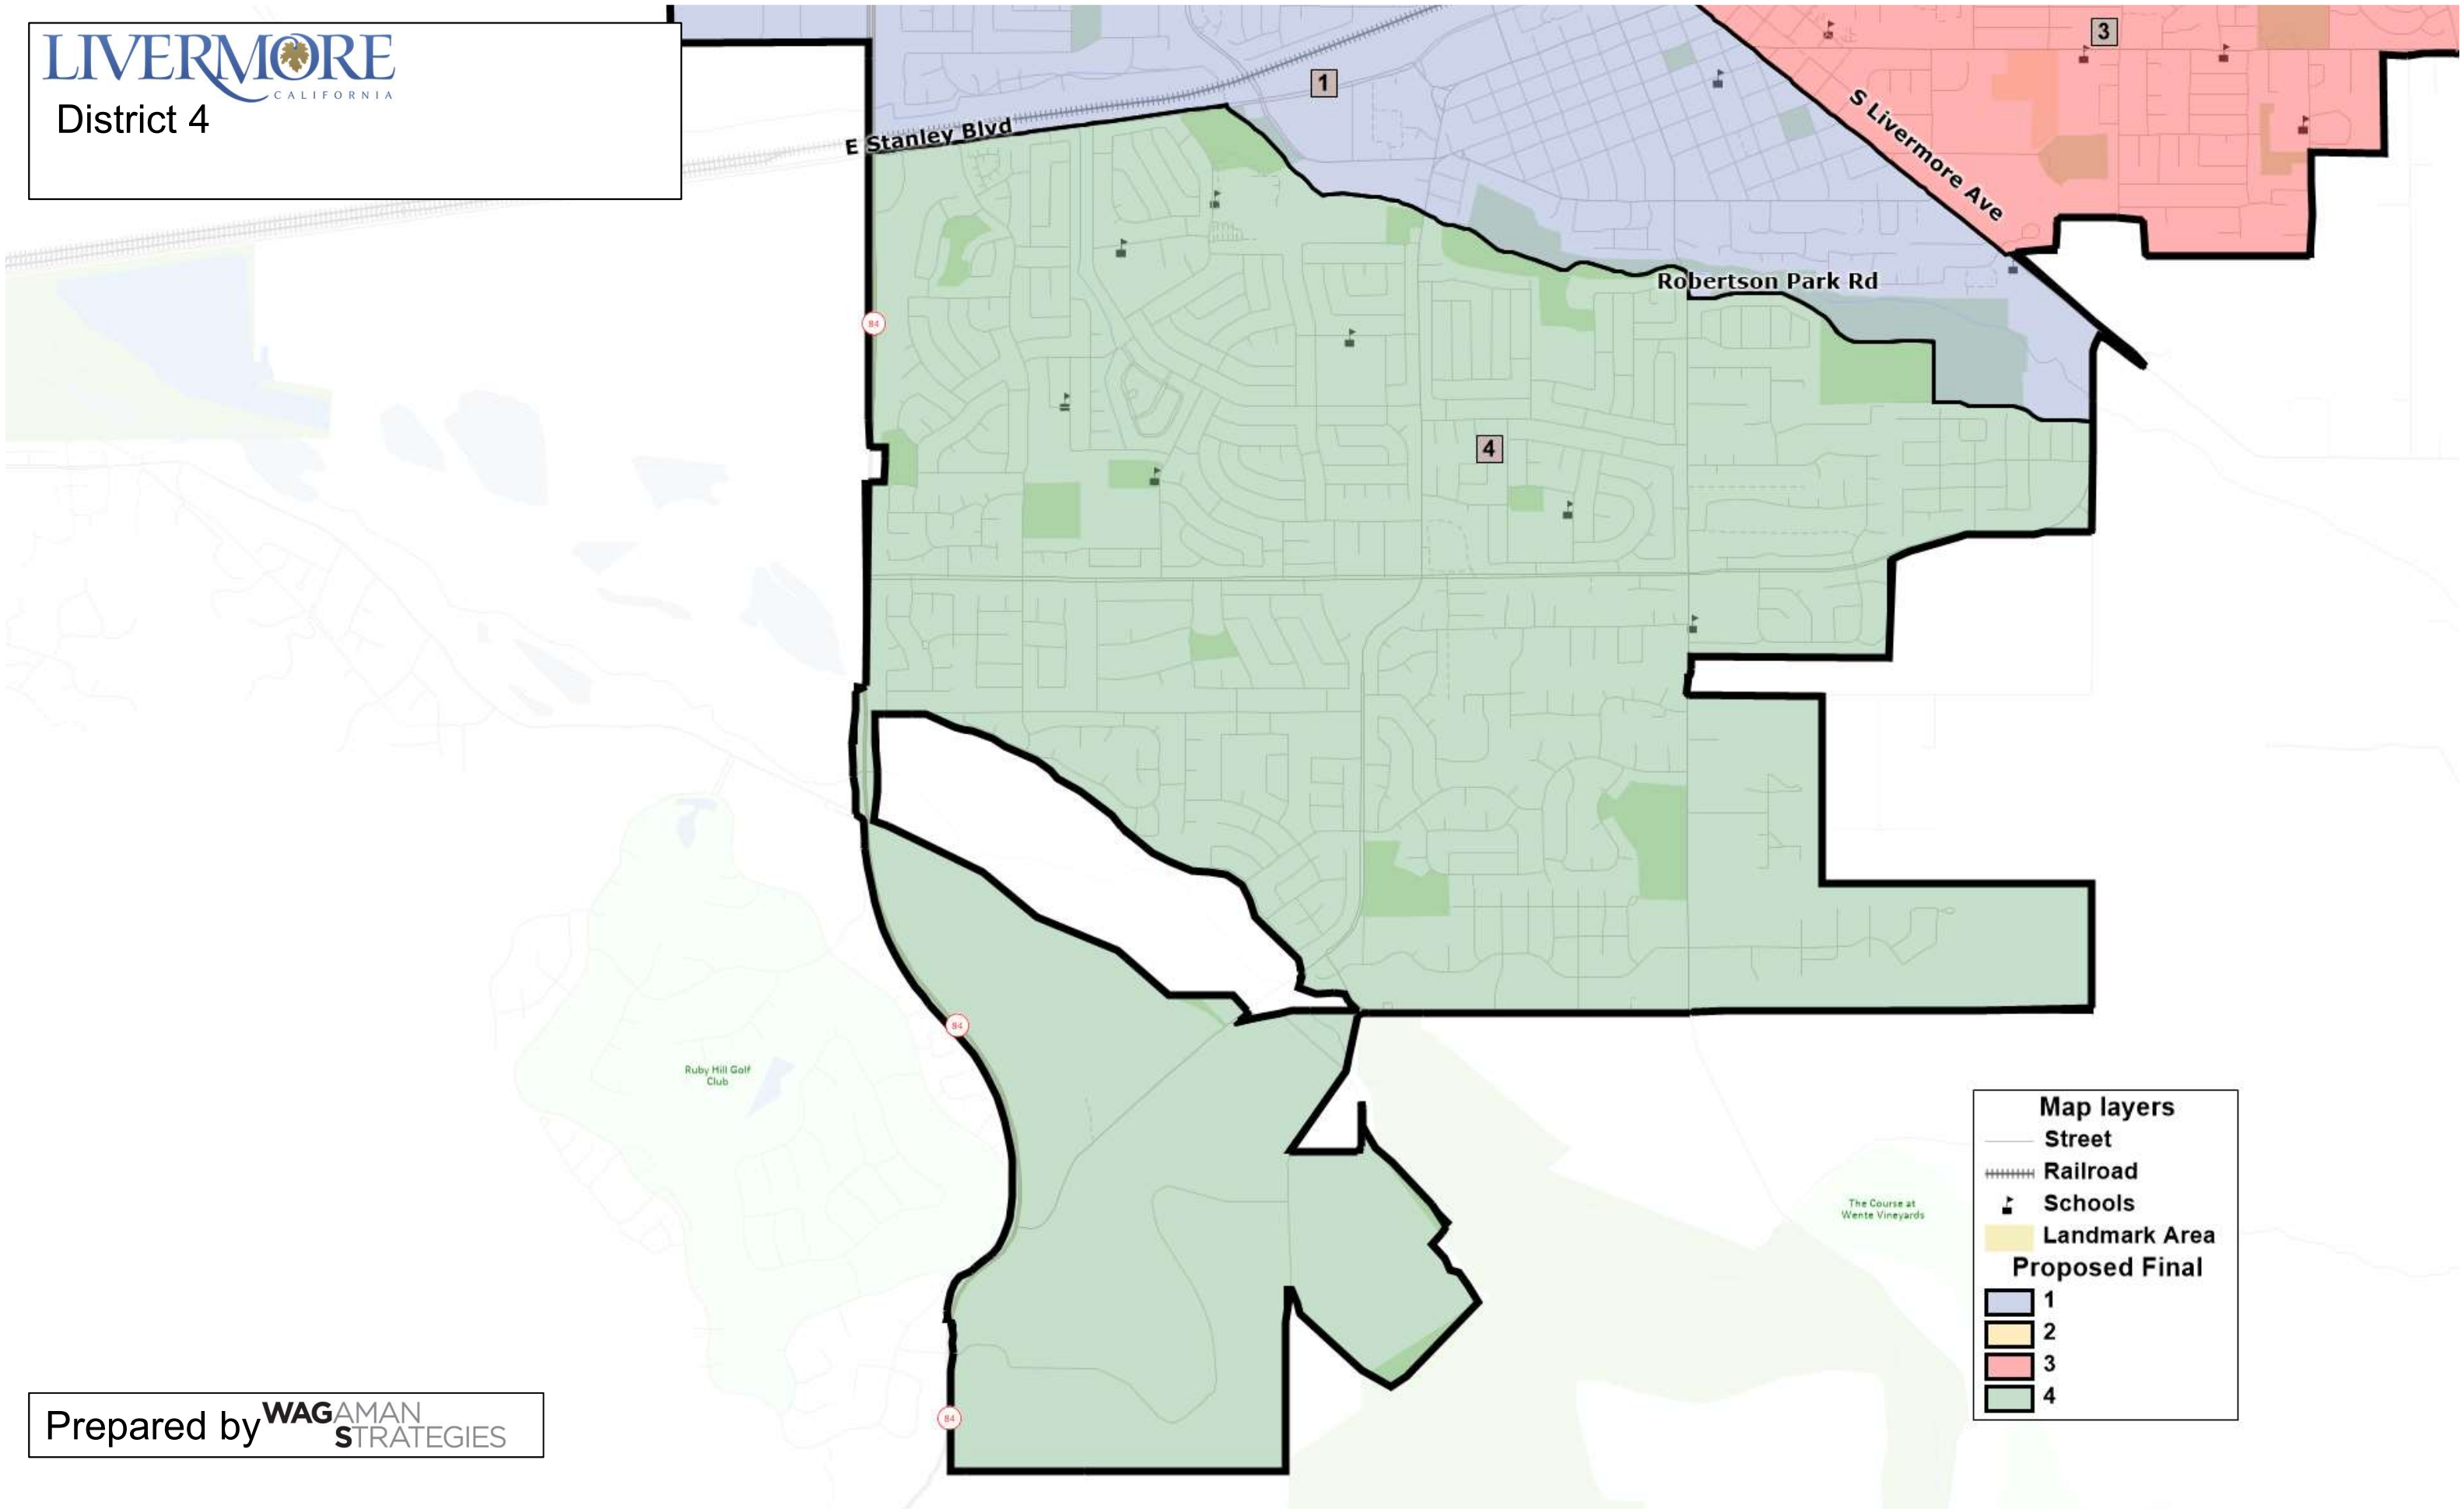 LIVERMORE
CALIFORNIA
District 4
1
3
S Livermore Ave
E Stanley Blvd
Robertson Park Rd
84
4
84
Ruby Hill Golf
Club
The Course at
Wente Vineyards
84
Map layers
Street
Railroad
Schools
Landmark Area
Proposed Final
1
2
3
4
Prepared by WAGAMAN
STRATEGIES